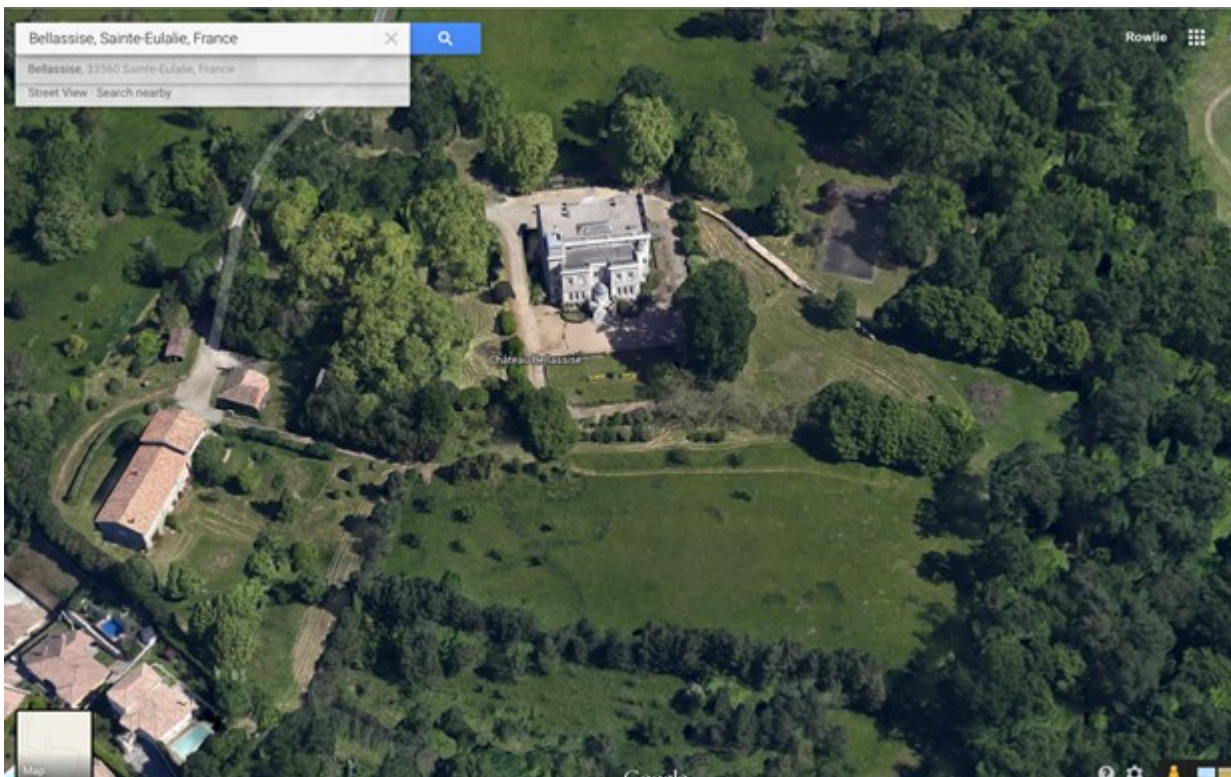 Bellassise, Sainte-Eulalie, France
Rowlie
Bellassise, 33560 Sainte-Eulalie, France
Street View · Search nearby
Château Bellassise
Map
Google